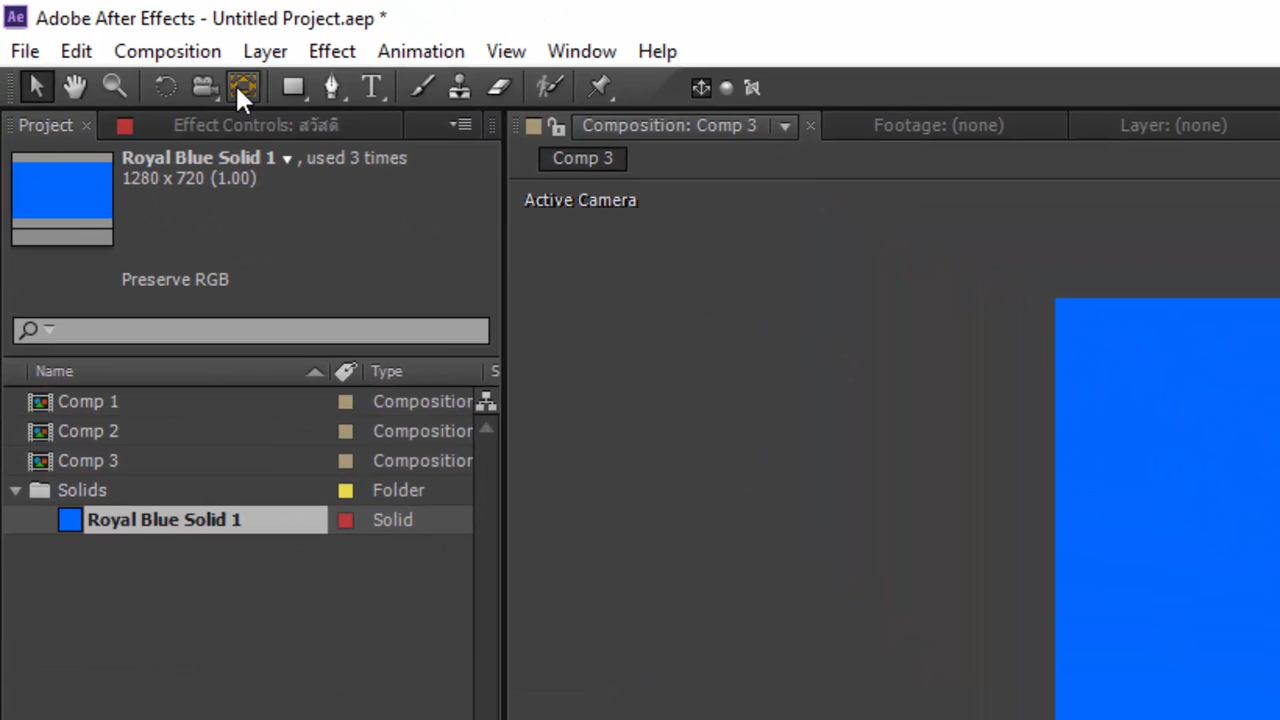 Ae Adobe After Effects - Untitled Project.aep *
File Edit Composition Layer Effect Animation View Window Help
T
Project × Effect Controls: สวัสดิ์ Composition: Comp 3 × Footage: (none) Layer: (none)
Royal Blue Solid 1 , used 3 times
1280 x 720 (1.00)
Comp 3
Active Camera
Preserve RGB
Name Type S
Comp 1 Composition
Comp 2 Composition
Comp 3 Composition
Solids Folder
Royal Blue Solid 1 Solid